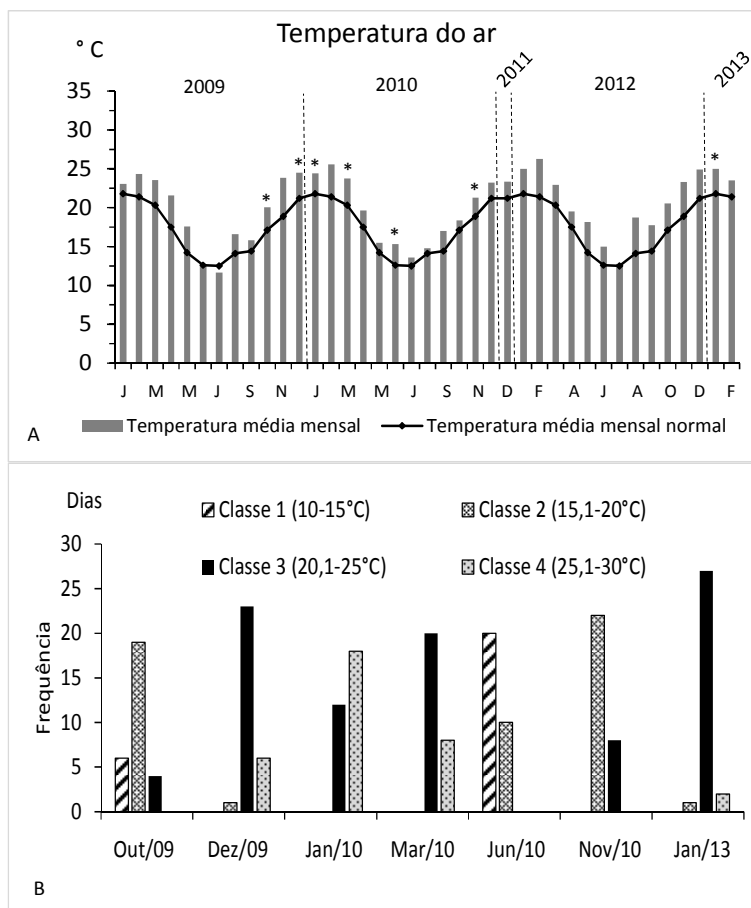 Temperatura do ar
° C
2009
2010
2011
2012
2013
35
30
25
20
15
10
5
0
* * * * * * *
J M M J S N J M M J S N D F A J A O D F
Temperatura média mensal
Temperatura média mensal normal
A
Dias
Classe 1 (10-15°C)
Classe 2 (15,1-20°C)
Classe 3 (20,1-25°C)
Classe 4 (25,1-30°C)
Frequência
30
25
20
15
10
5
0
Out/09 Dez/09 Jan/10 Mar/10 Jun/10 Nov/10 Jan/13
B